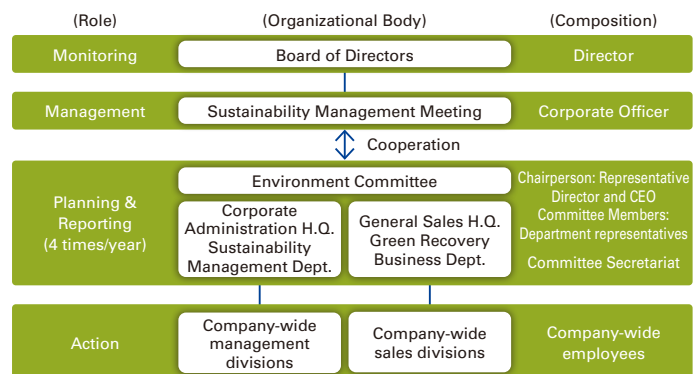 (Role)
(Organizational Body)
(Composition)
Monitoring
Board of Directors
Director
Management
Sustainability Management Meeting
Corporate Officer
Cooperation
Planning &
Reporting
(4 times/year)
Environment Committee
Corporate
Administration H.Q.
Sustainability
Management Dept.
General Sales H.Q.
Green Recovery
Business Dept.
Chairperson: Representative
Director and CEO
Committee Members:
Department representatives
Committee Secretariat
Action
Company-wide
management
divisions
Company-wide
sales divisions
Company-wide
employees